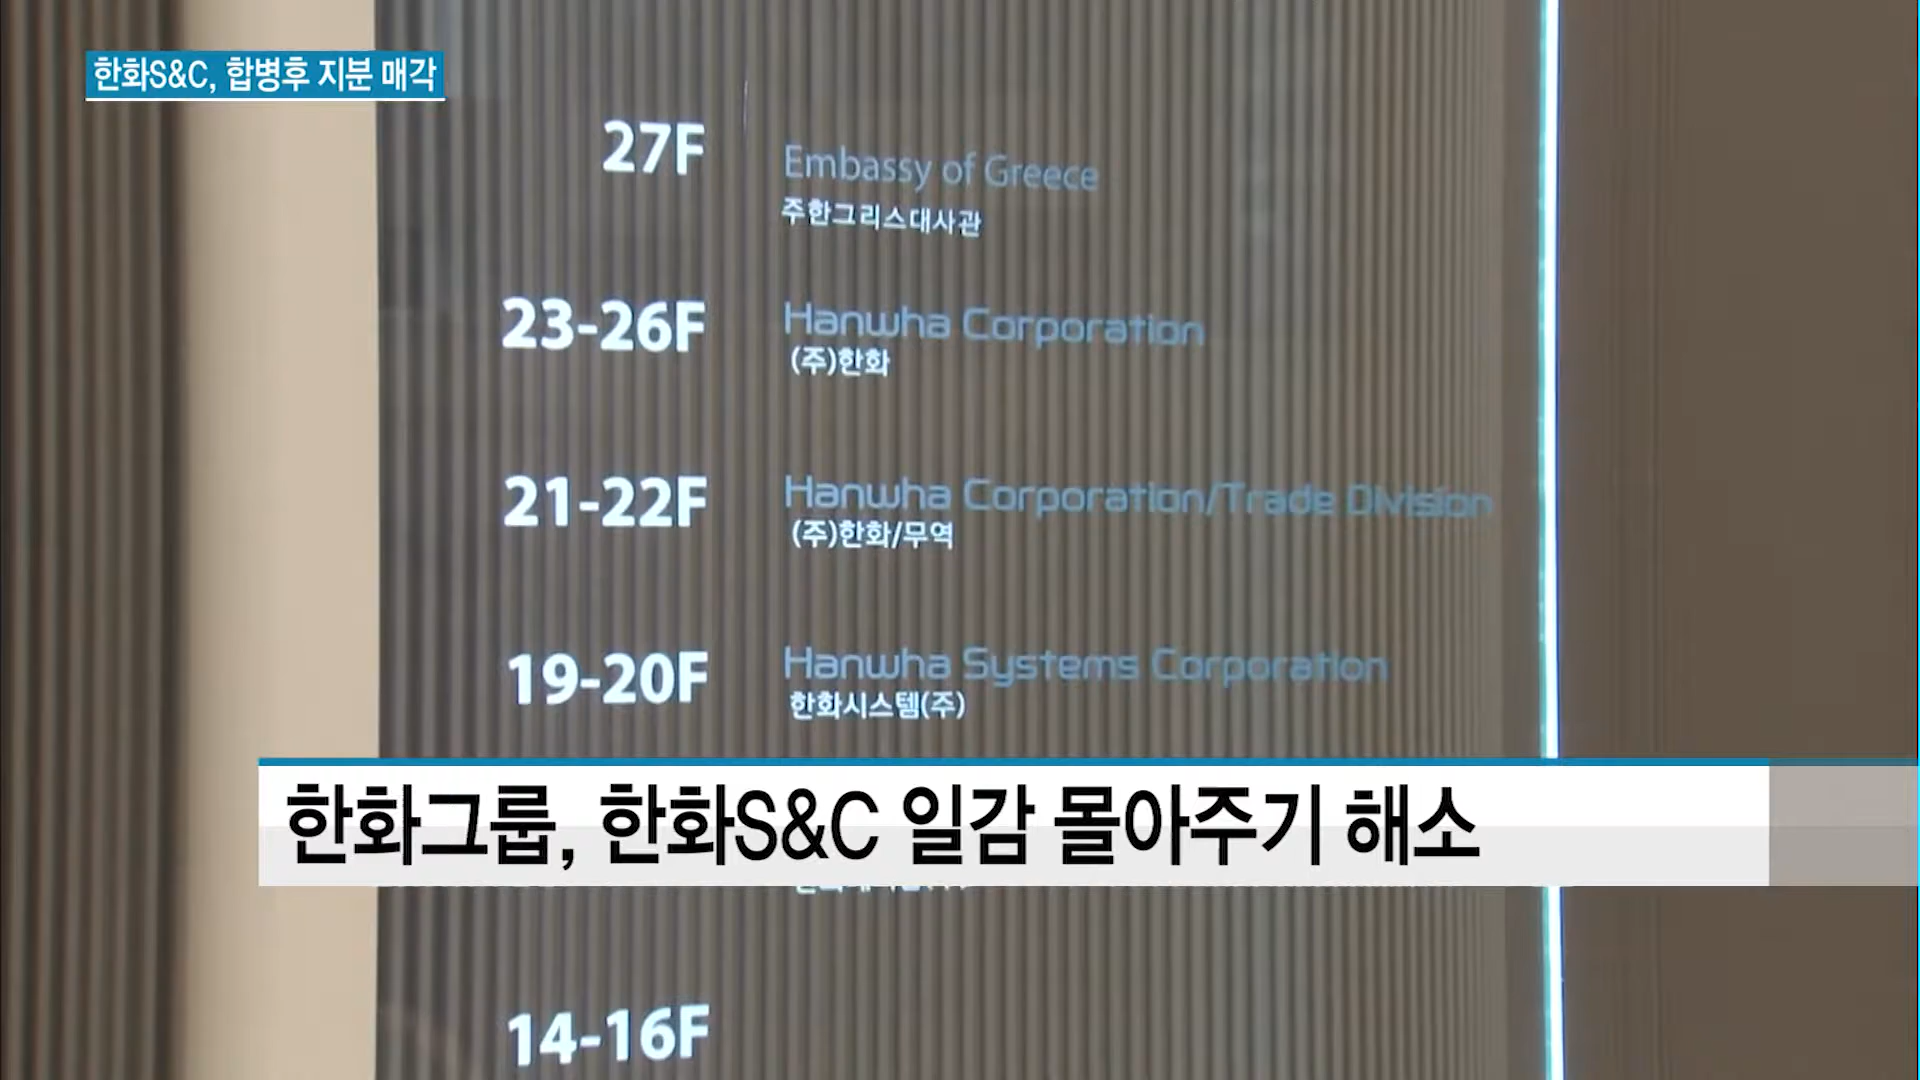 한화S&C, 합병후 지분 매각
27F
Embassy of Greece
주한그리스대사관
23-26F
Hanwha Corporation
(주)한화
21-22F
Hanwha Corporation/Trade Division
(주)한화/무역
19-20F
Hanwha Systems Corporation
한화시스템(주)
한화그룹, 한화S&C 일감 몰아주기 해소
14-16F